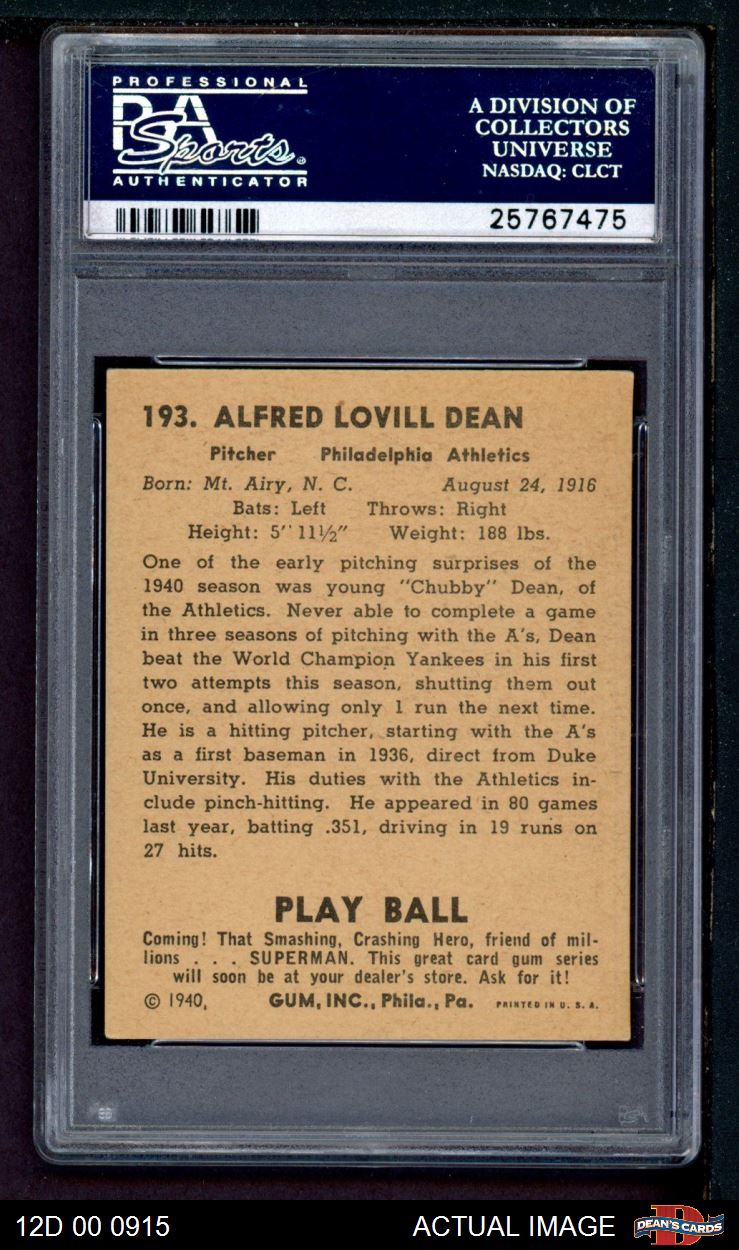 PROFESSIONAL
PSA
Sports®
AUTHENTICATOR
A DIVISION OF
COLLECTORS
UNIVERSE
NASDAQ: CLCT
25767475
193. ALFRED LOVILL DEAN
Pitcher Philadelphia Athletics
Born: Mt. Airy, N. C. August 24, 1916
Bats: Left Throws: Right
Height: 5' 11½" Weight: 188 lbs.
One of the early pitching surprises of the
1940 season was young "Chubby" Dean, of
the Athletics. Never able to complete a game
in three seasons of pitching with the A's, Dean
beat the World Champion Yankees in his first
two attempts this season, shutting them out
once, and allowing only 1 run the next time.
He is a hitting pitcher, starting with the A's
as a first baseman in 1936, direct from Duke
University. His duties with the Athletics in-
clude pinch-hitting. He appeared in 80 games
last year, batting .351, driving in 19 runs on
27 hits.
PLAY BALL
Coming! That Smashing, Crashing Hero, friend of mil-
lions . . . SUPERMAN. This great card gum series
will soon be at your dealer's store. Ask for it!
© 1940, GUM, INC., Phila., Pa. PRINTED IN U. S. A.
12D 00 0915
ACTUAL IMAGE
DEAN'S CARDS